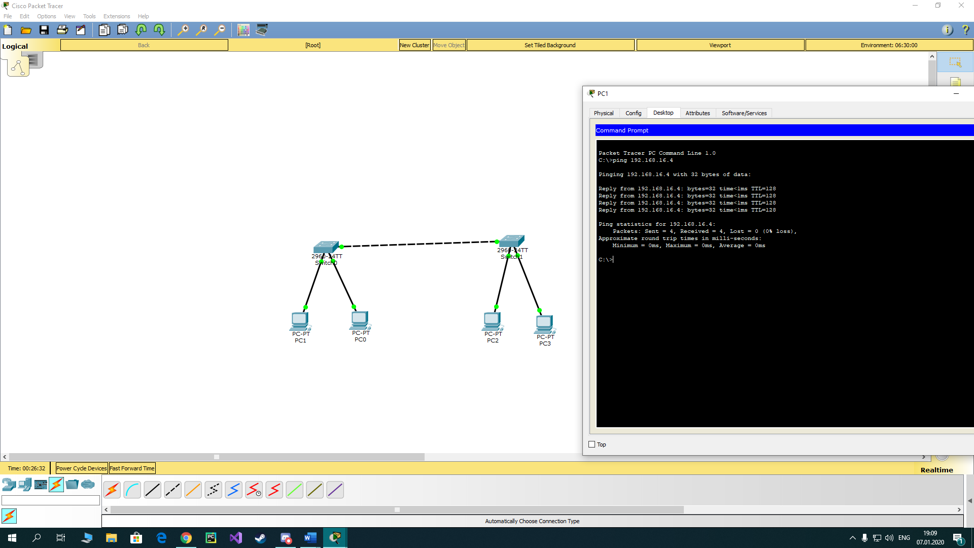 Cisco Packet Tracer
File Edit Options View Tools Extensions Help
Logical
Back
[Root]
New Cluster
Move Object
Set Tiled Background
Viewport
Environment: 06:30:00
PC1
Physical Config Desktop Attributes Software/Services
Command Prompt
Packet Tracer PC Command Line 1.0
C:\>ping 192.168.16.4
Pinging 192.168.16.4 with 32 bytes of data:
Reply from 192.168.16.4: bytes=32 time<1ms TTL=128
Reply from 192.168.16.4: bytes=32 time<1ms TTL=128
Reply from 192.168.16.4: bytes=32 time<1ms TTL=128
Reply from 192.168.16.4: bytes=32 time<1ms TTL=128
Ping statistics for 192.168.16.4:
Packets: Sent = 4, Received = 4, Lost = 0 (0% loss),
Approximate round trip times in milli-seconds:
Minimum = 0ms, Maximum = 0ms, Average = 0ms
C:\>
Top
PC-PT
PC1
PC-PT
PC0
PC-PT
PC2
PC-PT
PC3
Time: 00:26:32
Power Cycle Devices
Fast Forward Time
Realtime
Automatically Choose Connection Type
ENG
19:09
07.01.2020